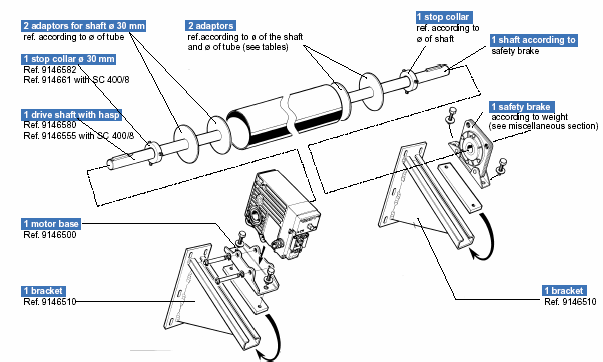 2 adaptors for shaft ø 30 mm
ref. according to ø of tube
1 stop collar ø 30 mm
Ref. 9146582
Ref. 914661 with SC 400/8
1 drive shaft with hasp
Ref. 9146580
Ref. 9146555 with SC 400/8
2 adaptors
ref.according to ø of the shaft
and ø of tube (see tables)
1 stop collar
ref. according to
ø of shaft
1 shaft according to
safety brake
1 safety brake
according to weight
(see miscellaneous section)
1 motor base
Ref. 9146500
1 bracket
Ref. 9146510
1 bracket
Ref. 9146510